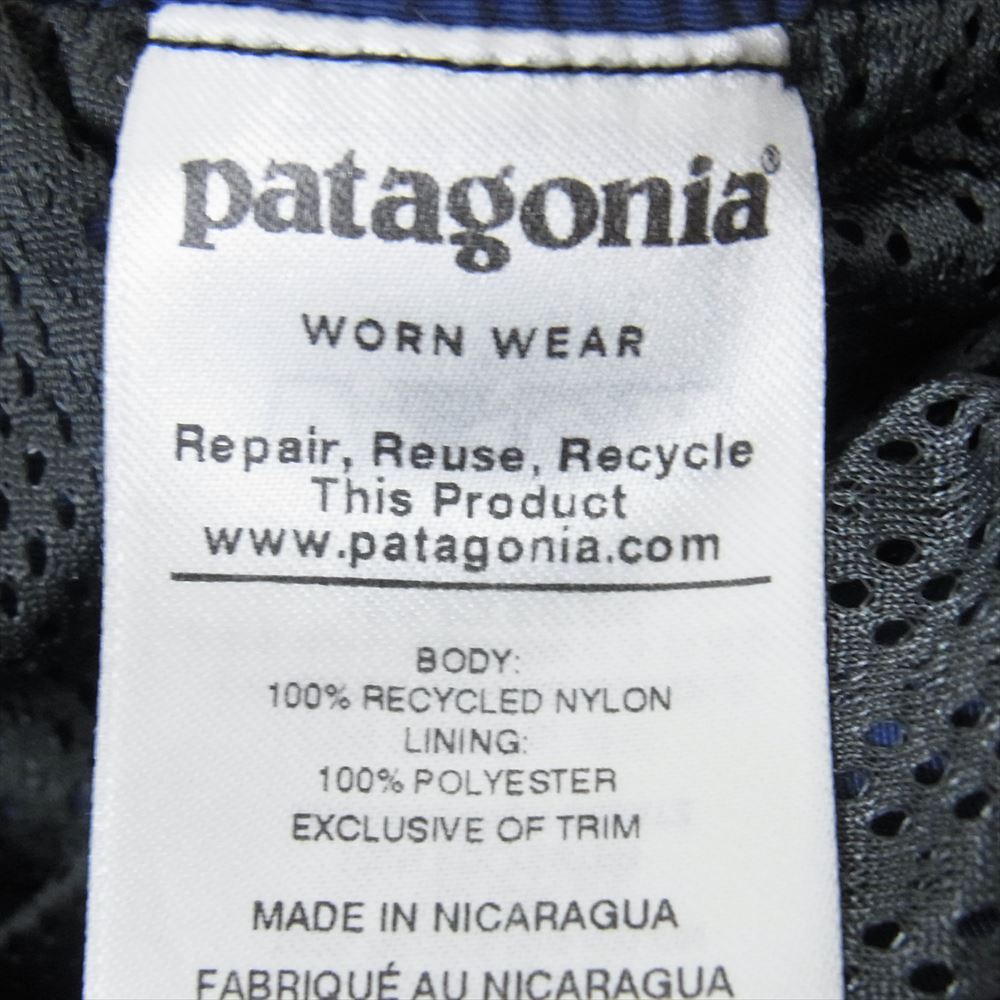 patagonia®
WORN WEAR
Repair, Reuse, Recycle
This Product
www.patagonia.com
BODY:
100% RECYCLED NYLON
LINING:
100% POLYESTER
EXCLUSIVE OF TRIM
MADE IN NICARAGUA
FABRIQUÉ AU NICARAGUA